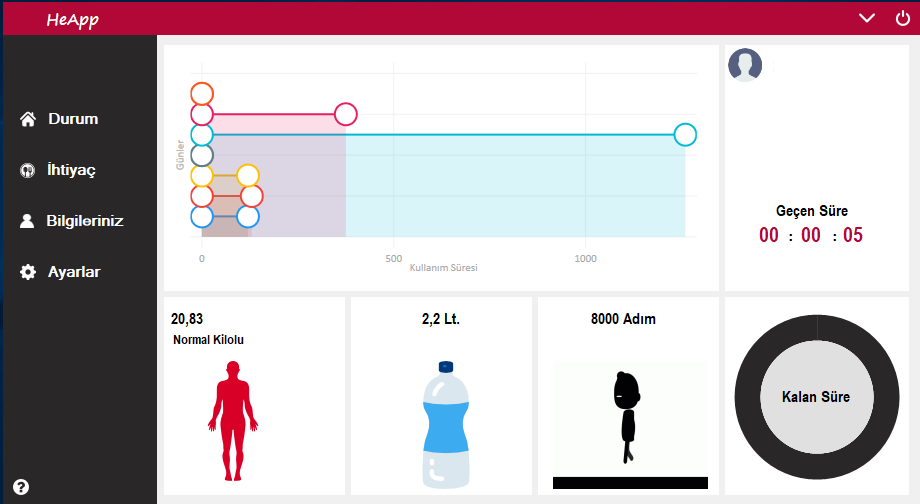 HeApp
Durum
İhtiyaç
Bilgileriniz
Ayarlar
Günler
0
500
1000
Kullanım Süresi
Geçen Süre
00 : 00 : 05
20,83
Normal Kilolu
2,2 Lt.
8000 Adım
Kalan Süre
?